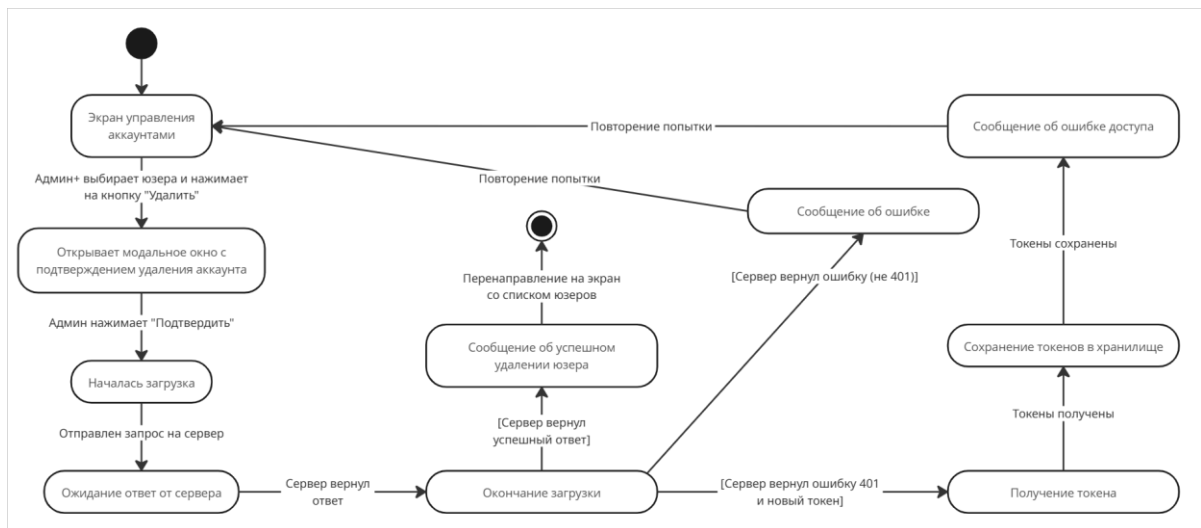 Экран управления
аккаунтами
Админ+ выбирает юзера и нажимает
на кнопку "Удалить"
Открывает модальное окно с
подтверждением удаления аккаунта
Админ нажимает "Подтвердить"
Началась загрузка
Отправлен запрос на сервер
Ожидание ответ от сервера
Сервер вернул
ответ
Окончание загрузки
[Сервер вернул
успешный ответ]
Сообщение об успешном
удалении юзера
Перенаправление на экран
со списком юзеров
[Сервер вернул ошибку (не 401)]
Сообщение об ошибке
Повторение попытки
[Сервер вернул ошибку 401
и новый токен]
Получение токена
Токены получены
Сохранение токенов в хранилище
Токены сохранены
Сообщение об ошибке доступа
Повторение попытки